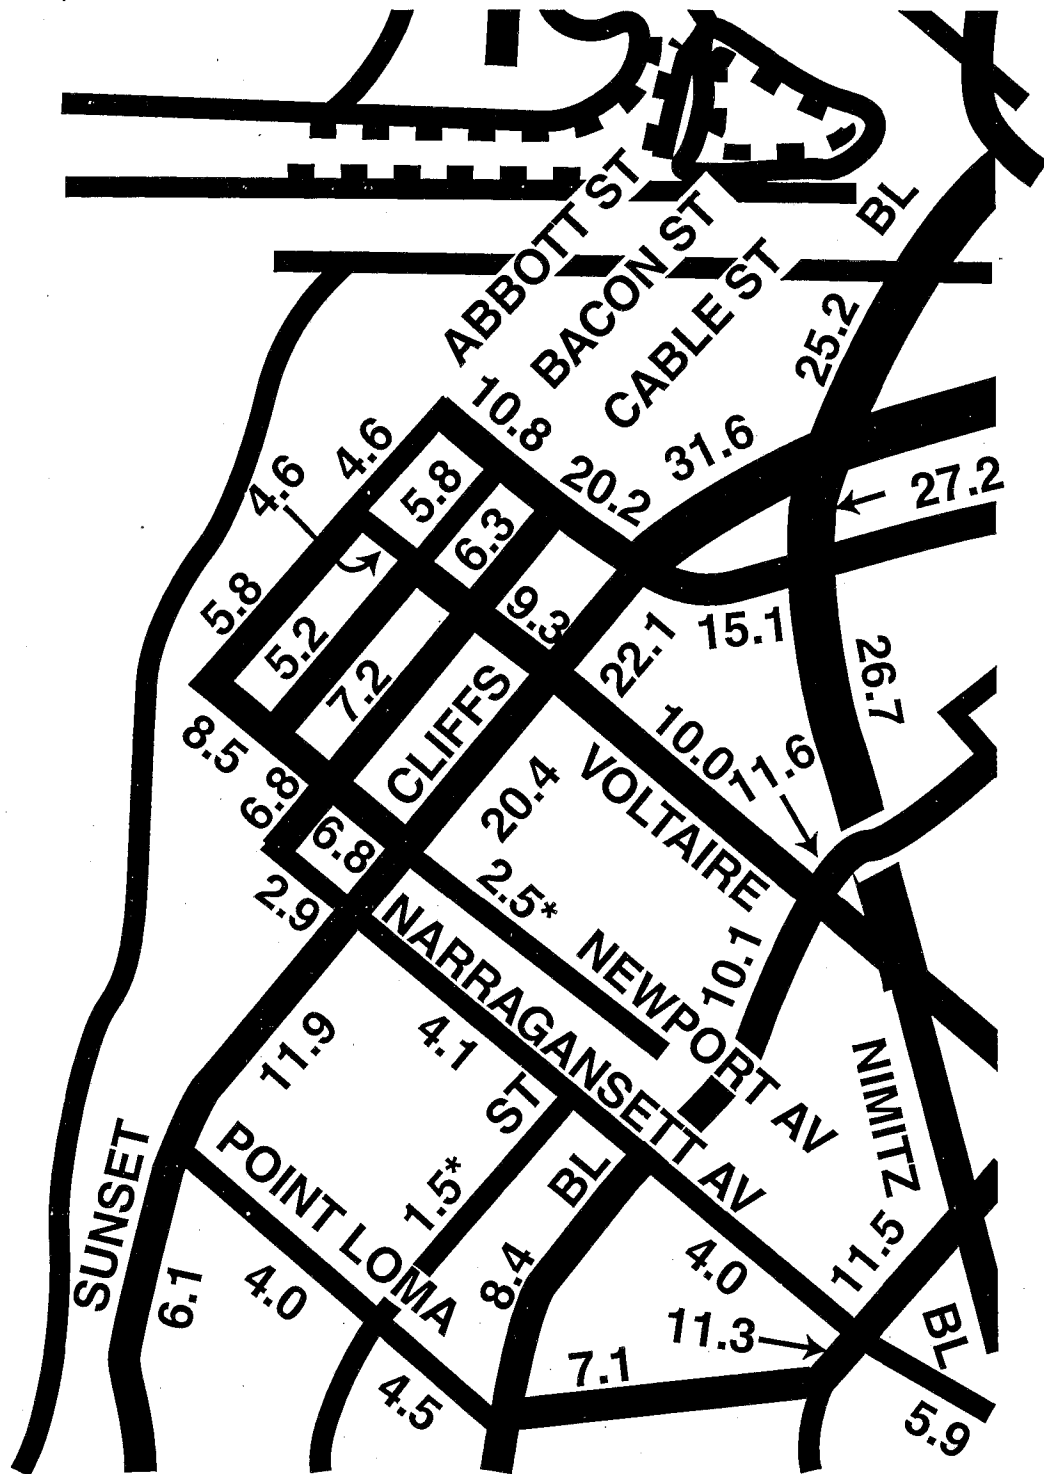 ABBOTT ST
BACON ST
CABLE ST
BL
25.2
10.8
20.2
31.6
27.2
4.6
4.6
5.8
6.3
9.3
5.8
5.2
7.2
CLIFFS
22.1
15.1
26.7
8.5
6.8
6.8
2.9
20.4
10.0
11.6
VOLTAIRE
2.5*
NEWPORT AV
10.1
NARRAGANSETT AV
NIMITZ
11.9
4.1
ST
1.5*
BL
SUNSET
POINT LOMA
6.1
4.0
8.4
4.0
11.5
11.3
BL
4.5
7.1
5.9